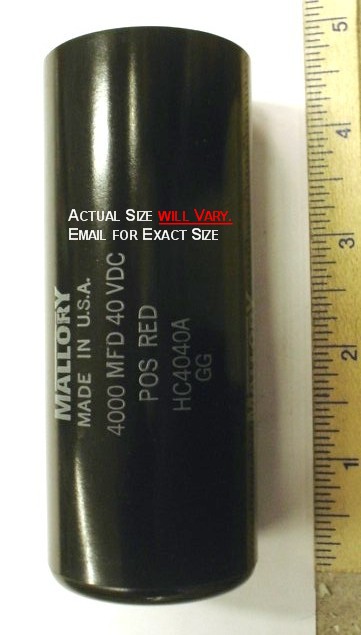 ACTUAL SIZE WILL VARY.
EMAIL FOR EXACT SIZE
MALLORY
MADE IN U.S.A.
4000 MFD 40 VDC
POS RED
HC4040A
GG
5
4
3
2
1